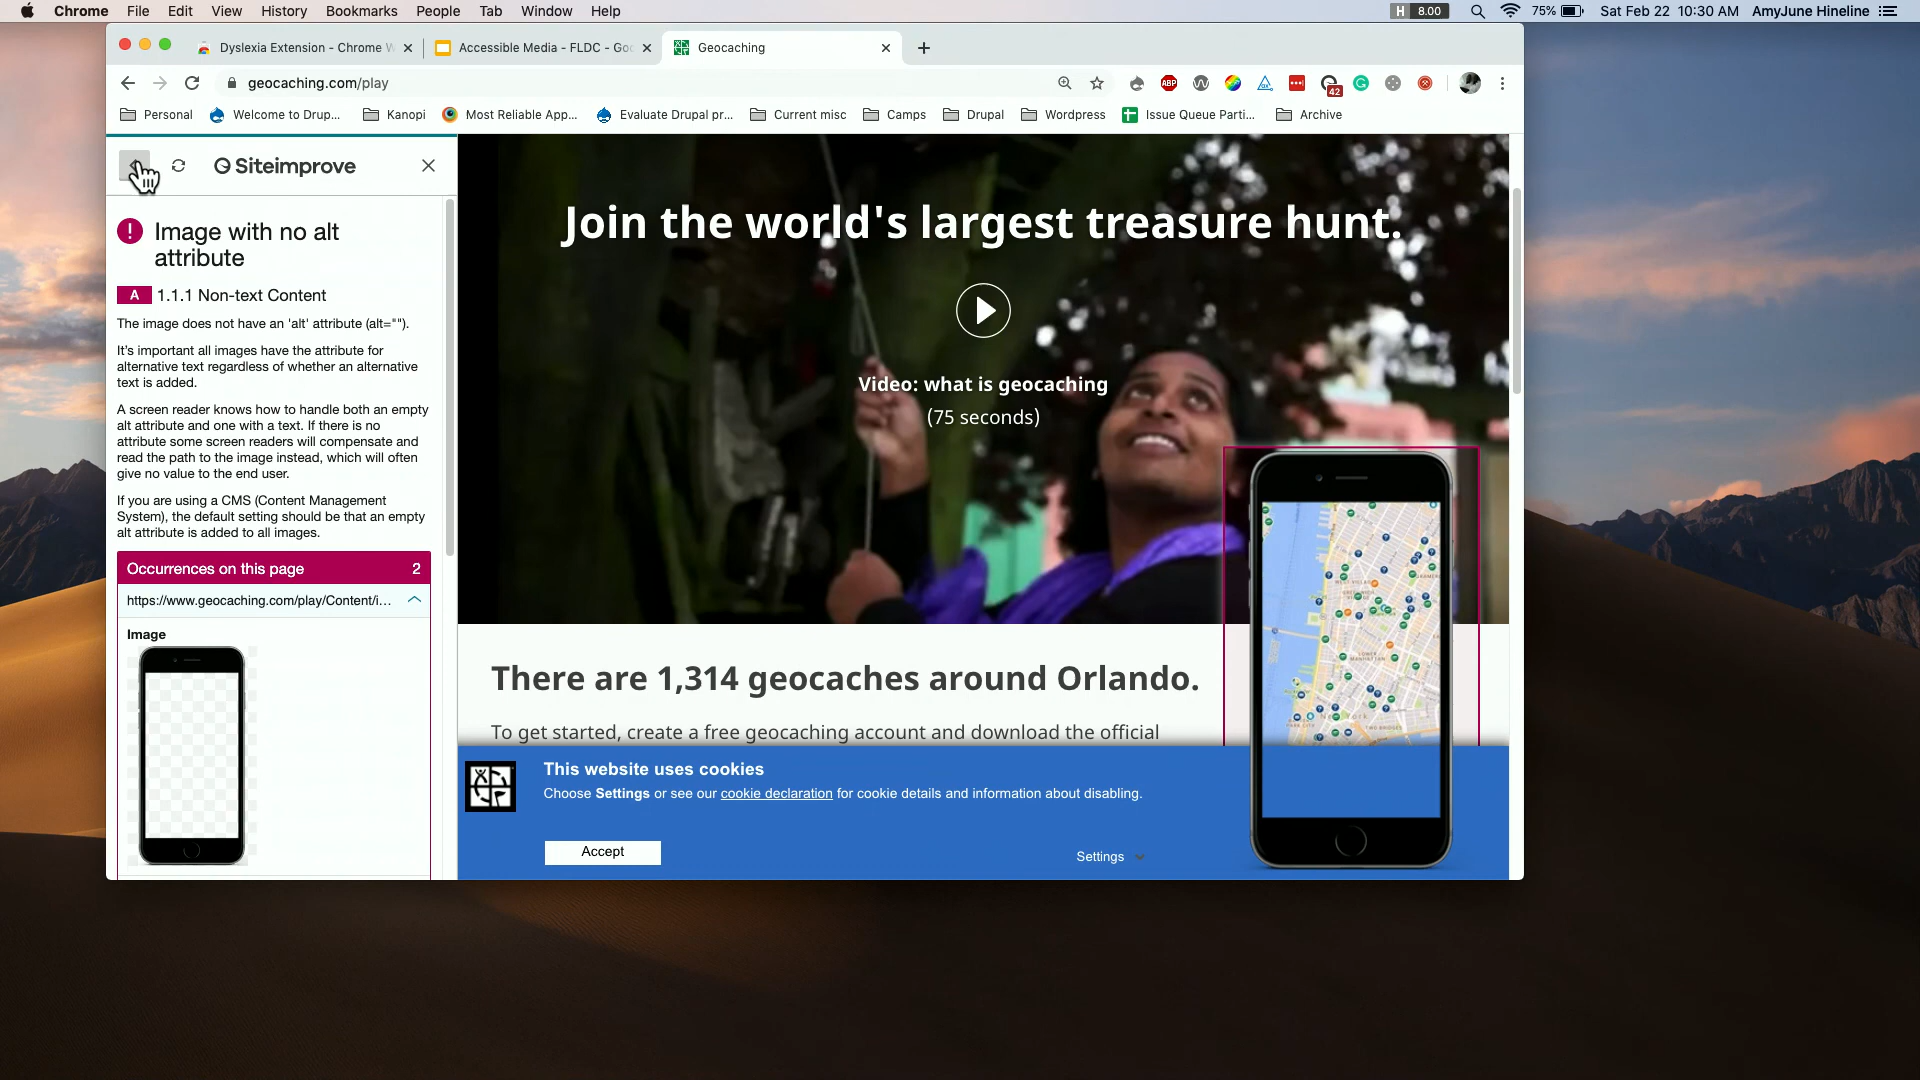 Chrome File Edit View History Bookmarks People Tab Window Help
H 8.00 75% Sat Feb 22 10:30 AM AmyJune Hineline
Dyslexia Extension - Chrome W
Accessible Media - FLDC - Goo
Geocaching
geocaching.com/play
ABP
42
Personal
Welcome to Drup...
Kanopi
Most Reliable App...
Evaluate Drupal pr...
Current misc
Camps
Drupal
Wordpress
Issue Queue Parti...
Archive
Siteimprove
Image with no alt
attribute
A 1.1.1 Non-text Content
The image does not have an 'alt' attribute (alt="").
It's important all images have the attribute for
alternative text regardless of whether an alternative
text is added.
A screen reader knows how to handle both an empty
alt attribute and one with a text. If there is no
attribute some screen readers will compensate and
read the path to the image instead, which will often
give no value to the end user.
If you are using a CMS (Content Management
System), the default setting should be that an empty
alt attribute is added to all images.
Occurrences on this page 2
https://www.geocaching.com/play/Content/i...
Image
Join the world's largest treasure hunt.
Video: what is geocaching
(75 seconds)
There are 1,314 geocaches around Orlando.
To get started, create a free geocaching account and download the official
This website uses cookies
Choose Settings or see our cookie declaration for cookie details and information about disabling.
Accept
Settings